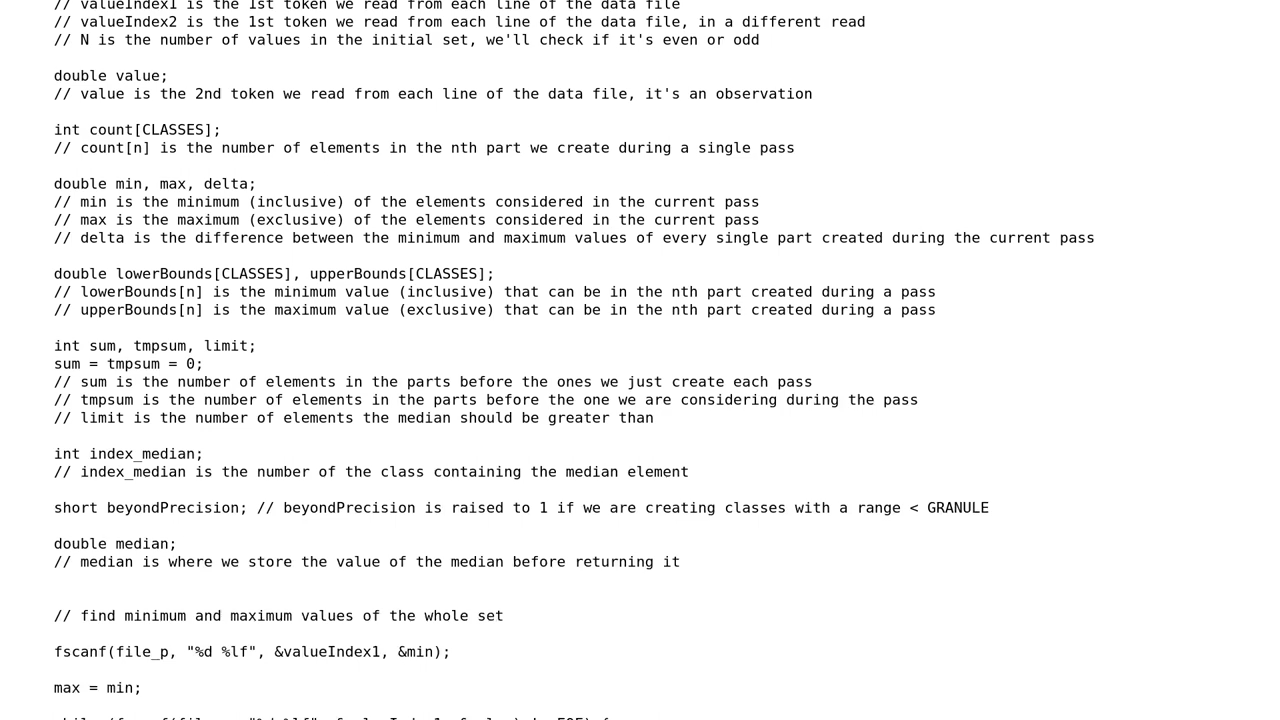 // valueIndex1 is the 1st token we read from each line of the data file
// valueIndex2 is the 1st token we read from each line of the data file, in a different read
// N is the number of values in the initial set, we'll check if it's even or odd
double value;
// value is the 2nd token we read from each line of the data file, it's an observation
int count[CLASSES];
// count[n] is the number of elements in the nth part we create during a single pass
double min, max, delta;
// min is the minimum (inclusive) of the elements considered in the current pass
// max is the maximum (exclusive) of the elements considered in the current pass
// delta is the difference between the minimum and maximum values of every single part created during the current pass
double lowerBounds[CLASSES], upperBounds[CLASSES];
// lowerBounds[n] is the minimum value (inclusive) that can be in the nth part created during a pass
// upperBounds[n] is the maximum value (exclusive) that can be in the nth part created during a pass
int sum, tmpsum, limit;
sum = tmpsum = 0;
// sum is the number of elements in the parts before the ones we just create each pass
// tmpsum is the number of elements in the parts before the one we are considering during the pass
// limit is the number of elements the median should be greater than
int index_median;
// index_median is the number of the class containing the median element
short beyondPrecision; // beyondPrecision is raised to 1 if we are creating classes with a range < GRANULE
double median;
// median is where we store the value of the median before returning it
// find minimum and maximum values of the whole set
fscanf(file_p, "%d %lf", &valueIndex1, &min);
max = min;